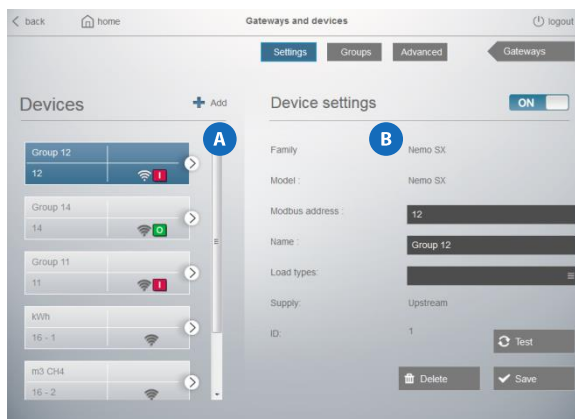 back home Gateways and devices logout
Settings Groups Advanced Gateways
Devices Add Device settings ON
A B
Group 12
12 I
Group 14
14 O
Group 11
11 I
kWh
16 - 1
m3 CH4
16 - 2
Family Nemo SX
Model : Nemo SX
Modbus address : 12
Name : Group 12
Load types:
Supply: Upstream
ID: 1
Test
Delete Save